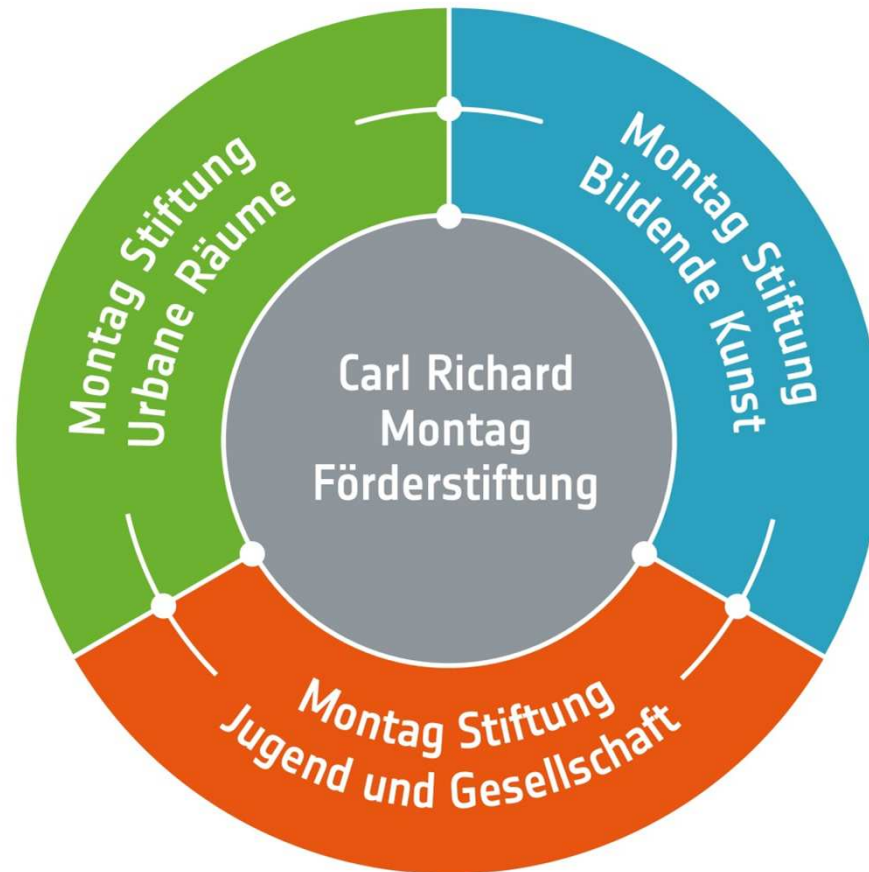 Montag Stiftung
Urbane Räume
Montag Stiftung
Bildende Kunst
Carl Richard
Montag
Förderstiftung
Montag Stiftung
Jugend und Gesellschaft